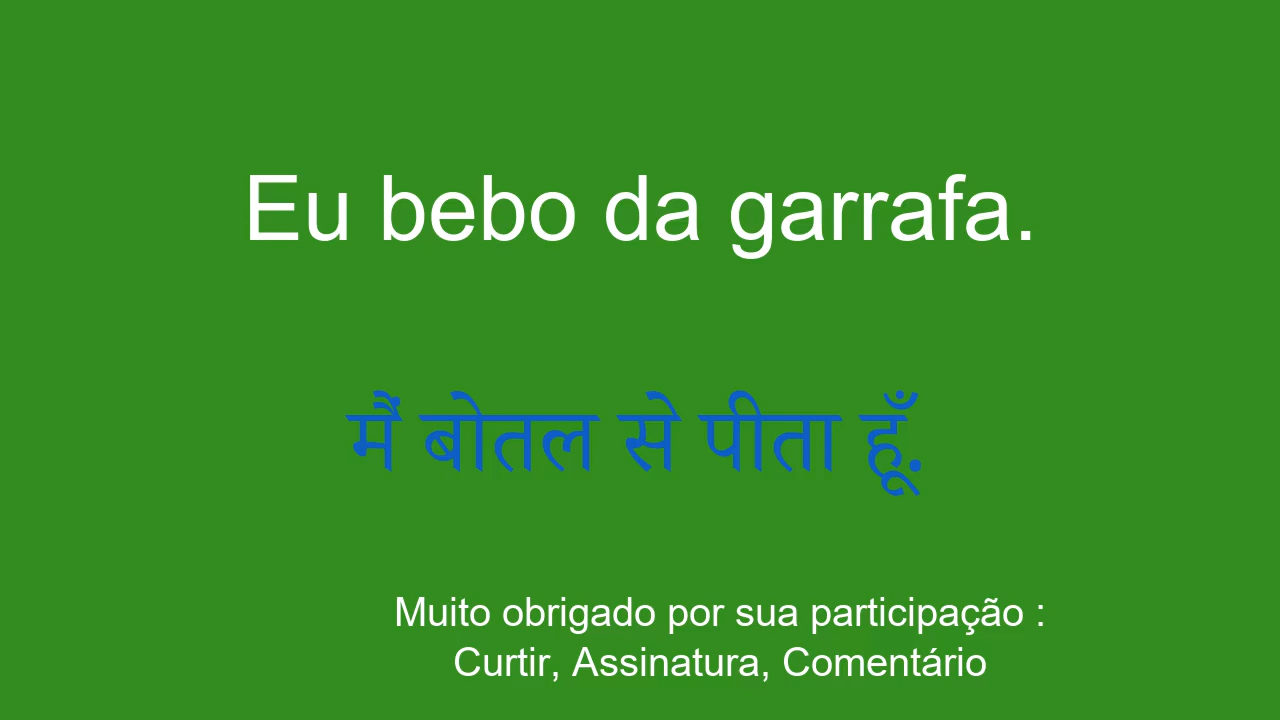 Eu bebo da garrafa.
मैं बोतल से पीता हूँ.
Muito obrigado por sua participação :
Curtir, Assinatura, Comentário